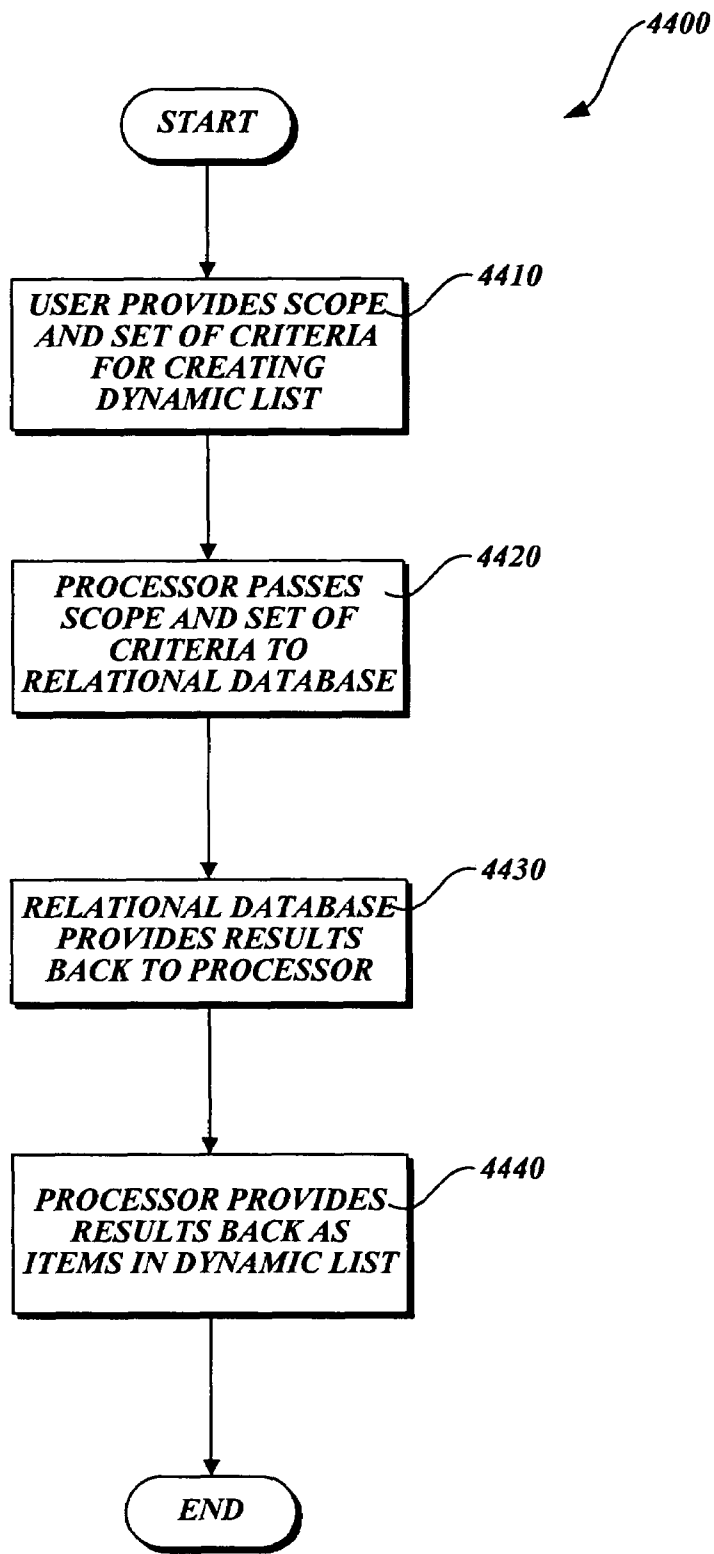 4400
START
4410
USER PROVIDES SCOPE
AND SET OF CRITERIA
FOR CREATING
DYNAMIC LIST
4420
PROCESSOR PASSES
SCOPE AND SET OF
CRITERIA TO
RELATIONAL DATABASE
4430
RELATIONAL DATABASE
PROVIDES RESULTS
BACK TO PROCESSOR
4440
PROCESSOR PROVIDES
RESULTS BACK AS
ITEMS IN DYNAMIC LIST
END